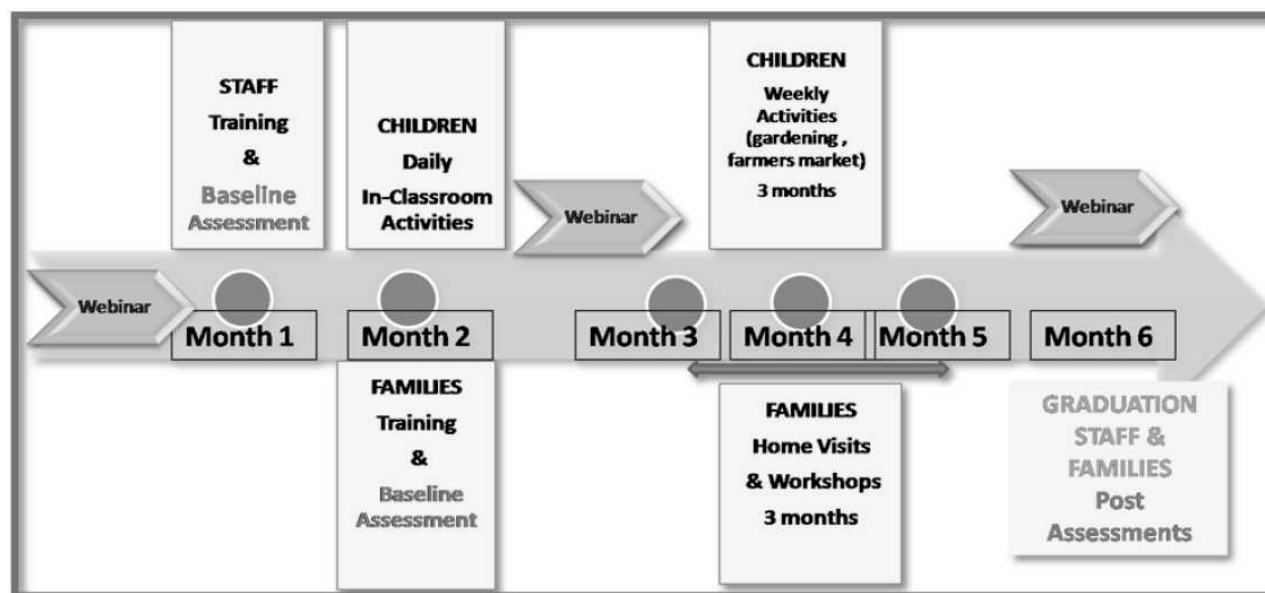 STAFF
Training
&
Baseline
Assessment
CHILDREN
Daily
In-Classroom
Activities
Webinar
CHILDREN
Weekly
Activities
(gardening ,
farmers market)
3 months
Webinar
Webinar
Month 1
Month 2
Month 3
Month 4
Month 5
Month 6
FAMILIES
Training
&
Baseline
Assessment
FAMILIES
Home Visits
& Workshops
3 months
GRADUATION
STAFF &
FAMILIES
Post
Assessments